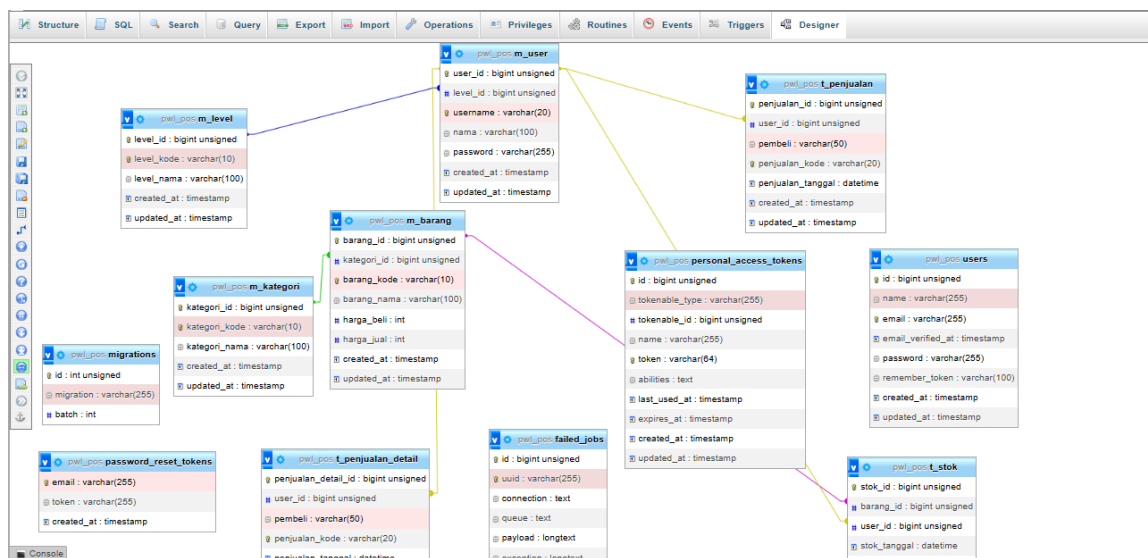 Structure SQL Search Query Export Import Operations Privileges Routines Events Triggers Designer
pwl_pos m_user
user_id : bigint unsigned
level_id : bigint unsigned
username : varchar(20)
nama : varchar(100)
password : varchar(255)
created_at : timestamp
updated_at : timestamp
pwl_pos t_penjualan
penjualan_id : bigint unsigned
user_id : bigint unsigned
pembeli : varchar(50)
penjualan_kode : varchar(20)
penjualan_tanggal : datetime
created_at : timestamp
updated_at : timestamp
pwl_pos m_level
level_id : bigint unsigned
level_kode : varchar(10)
level_nama : varchar(100)
created_at : timestamp
updated_at : timestamp
pwl_pos m_barang
barang_id : bigint unsigned
kategori_id : bigint unsigned
barang_kode : varchar(10)
barang_nama : varchar(100)
harga_beli : int
harga_jual : int
created_at : timestamp
updated_at : timestamp
pwl_pos personal_access_tokens
id : bigint unsigned
tokenable_type : varchar(255)
tokenable_id : bigint unsigned
name : varchar(255)
token : varchar(64)
abilities : text
last_used_at : timestamp
expires_at : timestamp
created_at : timestamp
updated_at : timestamp
pwl_pos users
id : bigint unsigned
name : varchar(255)
email : varchar(255)
email_verified_at : timestamp
password : varchar(255)
remember_token : varchar(100)
created_at : timestamp
updated_at : timestamp
pwl_pos m_kategori
kategori_id : bigint unsigned
kategori_kode : varchar(10)
kategori_nama : varchar(100)
created_at : timestamp
updated_at : timestamp
pwl_pos migrations
id : int unsigned
migration : varchar(255)
batch : int
pwl_pos password_reset_tokens
email : varchar(255)
token : varchar(255)
created_at : timestamp
pwl_pos t_penjualan_detail
penjualan_detail_id : bigint unsigned
user_id : bigint unsigned
pembeli : varchar(50)
penjualan_kode : varchar(20)
penjualan_tanggal : datetime
pwl_pos failed_jobs
id : bigint unsigned
uuid : varchar(255)
connection : text
queue : text
payload : longtext
exception : longtext
pwl_pos t_stok
stok_id : bigint unsigned
barang_id : bigint unsigned
user_id : bigint unsigned
stok_tanggal : datetime
Console